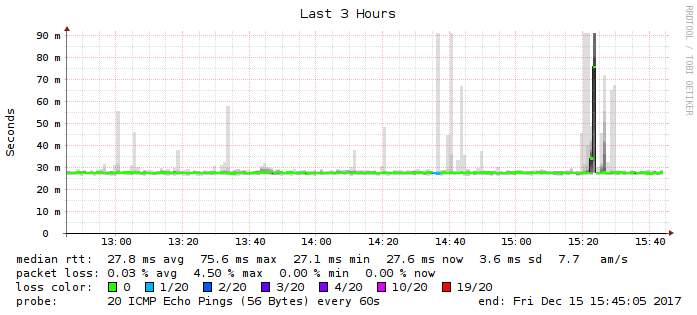 Last 3 Hours
RRDTOOL / TOBI OETIKER
Seconds
90 m
80 m
70 m
60 m
50 m
40 m
30 m
20 m
10 m
0
13:00 13:20 13:40 14:00 14:20 14:40 15:00 15:20 15:40
median rtt: 27.8 ms avg 75.6 ms max 27.1 ms min 27.6 ms now 3.6 ms sd 7.7 am/s
packet loss: 0.03 % avg 4.50 % max 0.00 % min 0.00 % now
loss color: 0 1/20 2/20 3/20 4/20 10/20 19/20
probe: 20 ICMP Echo Pings (56 Bytes) every 60s end: Fri Dec 15 15:45:05 2017